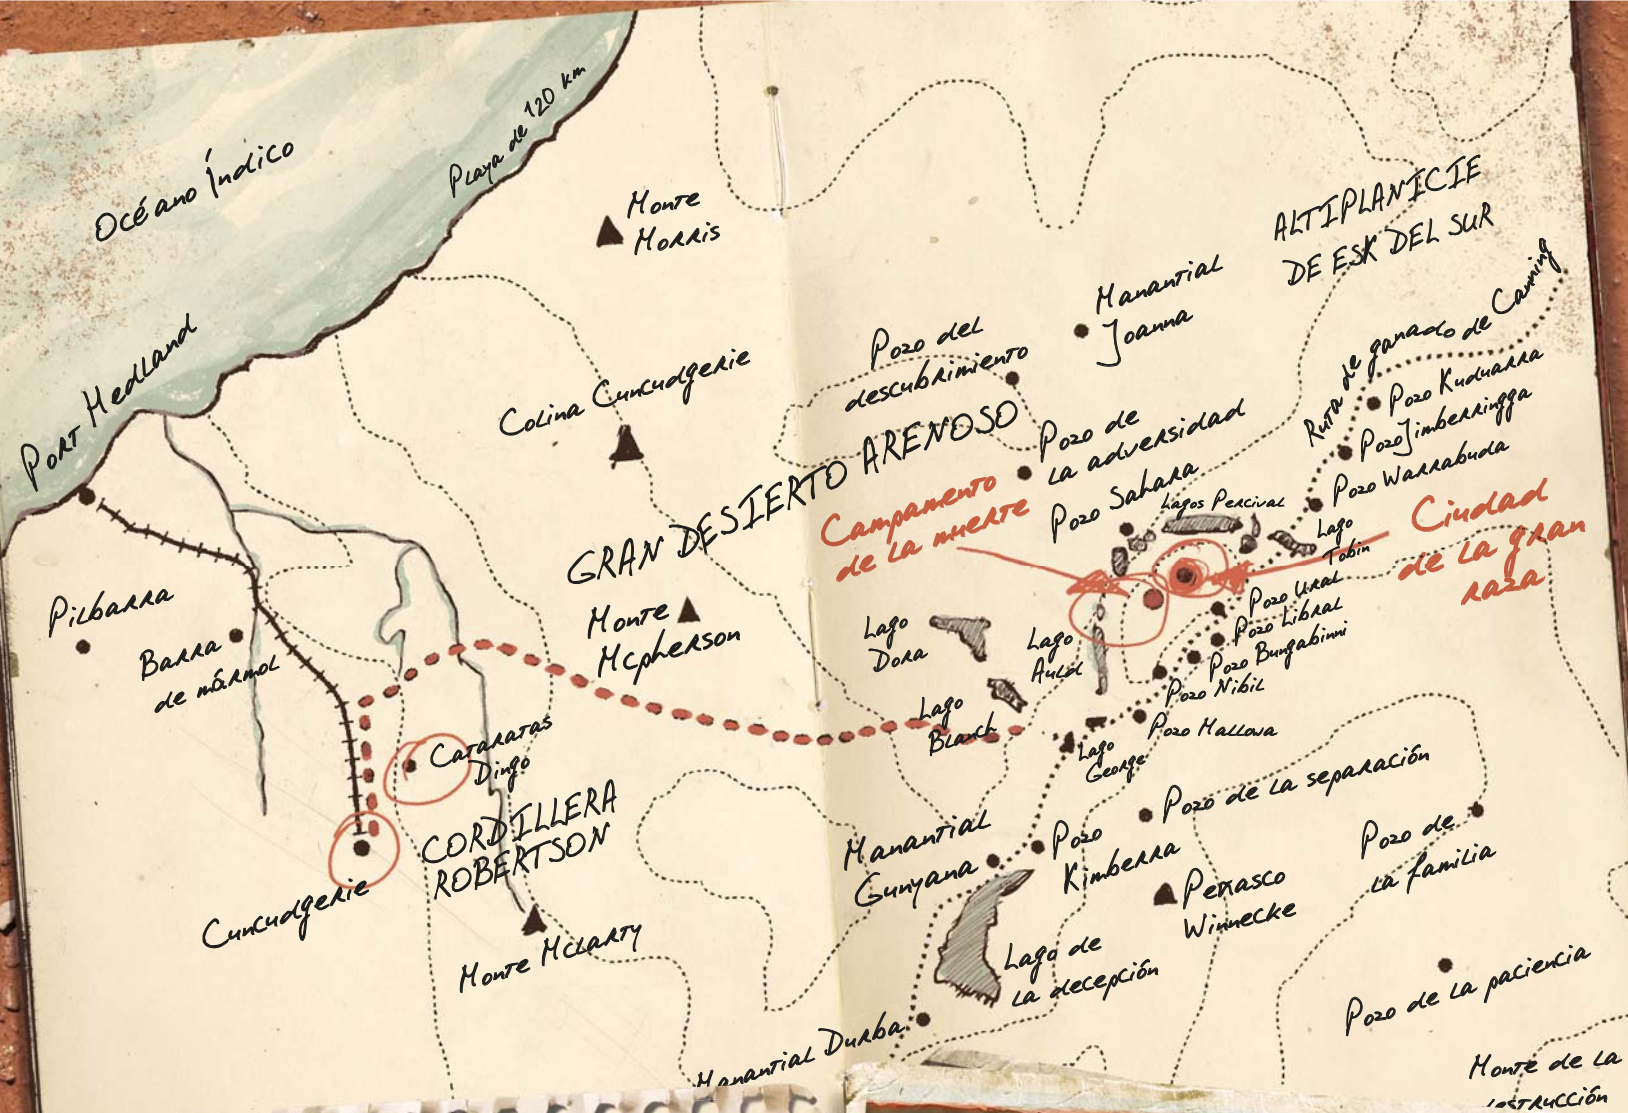 Océano Índico
Playa de 120 km
Monte
Morris
Port Hedland
Colina Cuncudgerie
Pilbarra
Barra
de mármol
GRAN DESIERTO ARENOSO
Monte
Mcpherson
Cataratas
Dingo
CORDILLERA
ROBERTSON
Cuncudgerie
Monte Mclarty
ALTIPLANICIE
DE ESK DEL SUR
Manantial
Joanna
Pozo del
descubrimiento
Ruta de ganado de Canning
Pozo Kuduarra
Pozo Jimberringga
Pozo Warrabuda
Pozo de
la adversidad
Pozo Sahara
Lagos Percival
Campamento
de la muerte
Ciudad
de la gran
raza
Lago
Tobin
Pozo Ural
Pozo Libral
Pozo Bungabinni
Pozo Nibil
Pozo Mallowa
Lago
Dora
Lago
Auld
Lago
Blanch
Lago
George
Pozo de la separación
Manantial
Gunyana
Pozo
Kimberra
Peñasco
Winnecke
Pozo de
la familia
Lago de
la decepción
Pozo de la paciencia
Manantial Durba
Monte de la